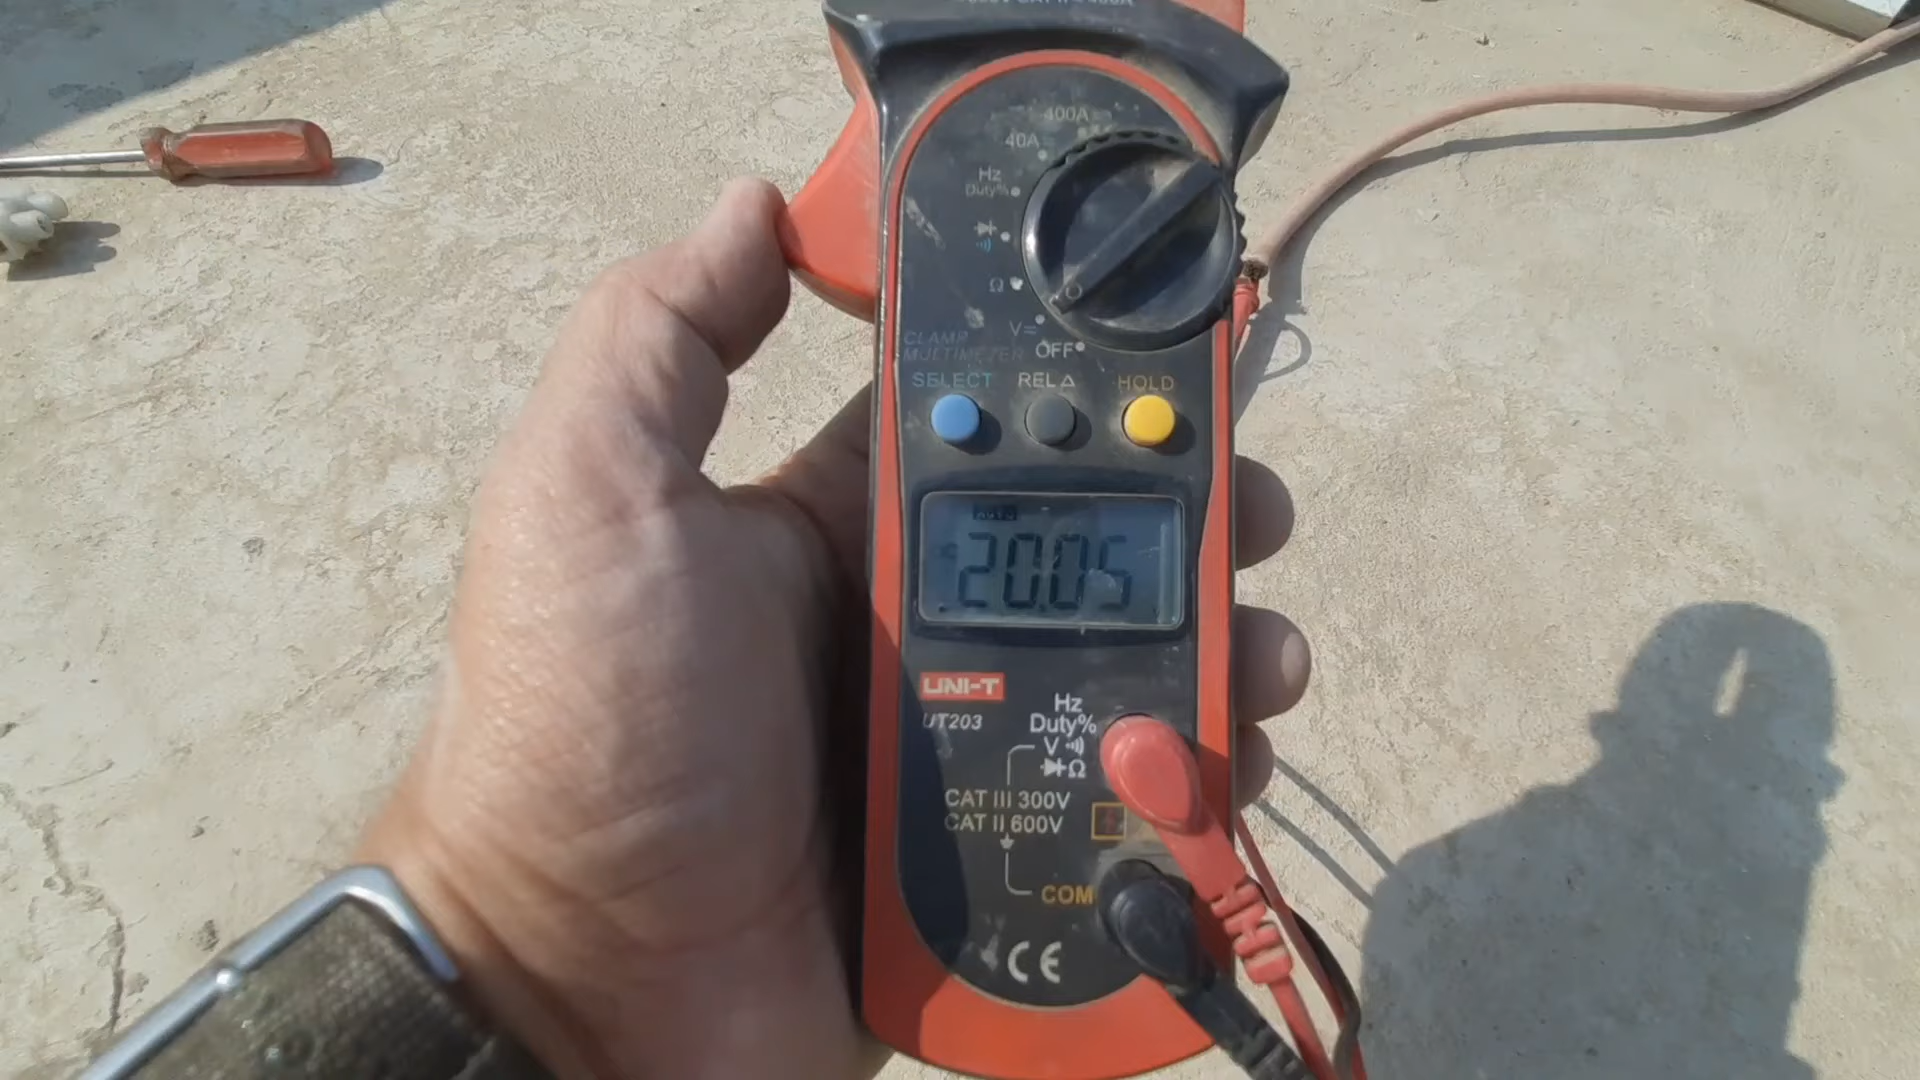 400A
40A
Hz
Duty%
Ω
V
OFF
CLAMP
MULTIMETER
SELECT REL△ HOLD
AUTO
20.05
UNI-T
UT203
Hz
Duty%
V
Ω
CAT III 300V
CAT II 600V
COM
CE